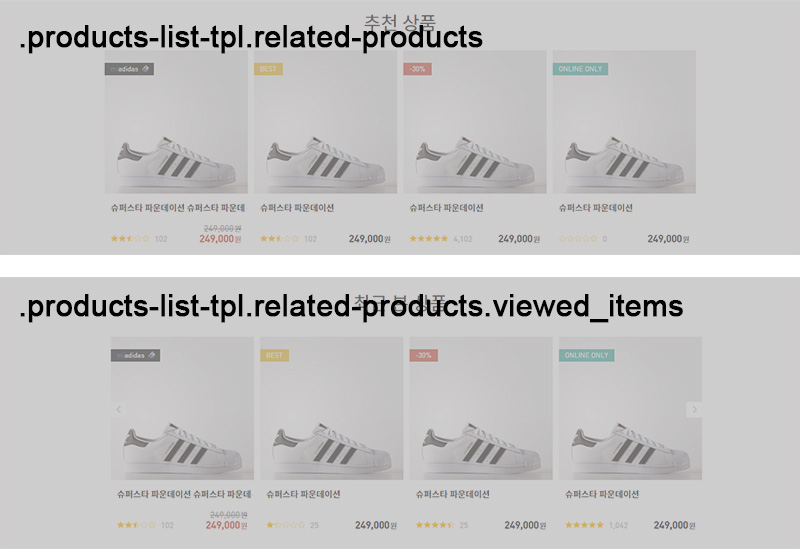 추천 상품
.products-list-tpl.related-products
adidas
BEST
-30%
ONLINE ONLY
슈퍼스타 파운데이션 슈퍼스타 파운데
슈퍼스타 파운데이션
슈퍼스타 파운데이션
슈퍼스타 파운데이션
249,000원
★★★☆☆ 102 249,000원
★★★☆☆ 102 249,000원
★★★★★ 4,102 249,000원
☆☆☆☆☆ 0 249,000원
최근 본 상품
.products-list-tpl.related-products.viewed_items
adidas
BEST
-30%
ONLINE ONLY
슈퍼스타 파운데이션 슈퍼스타 파운데
슈퍼스타 파운데이션
슈퍼스타 파운데이션
슈퍼스타 파운데이션
249,000원
★★★☆☆ 102 249,000원
★☆☆☆☆ 25 249,000원
★★★★★ 25 249,000원
★★★★★ 1,042 249,000원